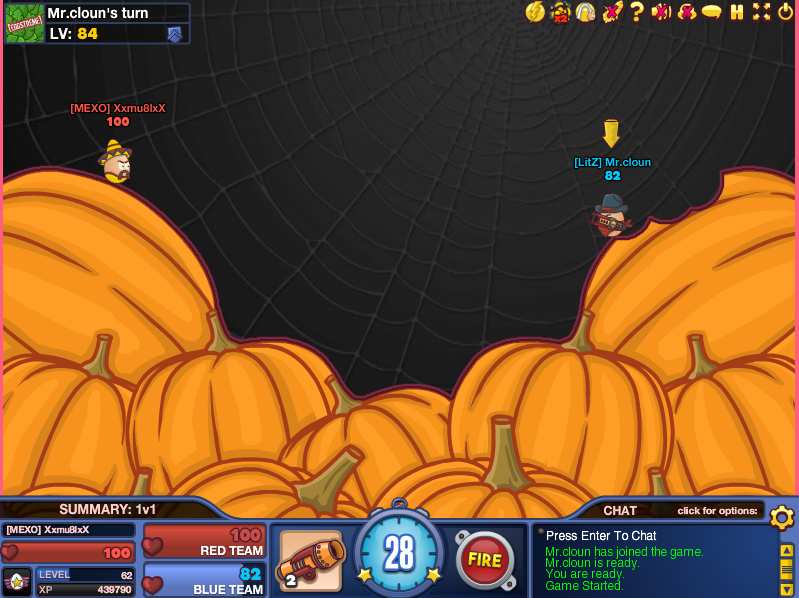 [EGGSTREME]
Mr.cloun's turn
LV: 84
X2
?
H
[MEXO] Xxmu8lxX
100
[LitZ] Mr.cloun
82
SUMMARY: 1v1
CHAT
click for options:
[MEXO] Xxmu8lxX
100
LEVEL 62
XP 439790
100
RED TEAM
82
BLUE TEAM
2
28
FIRE
Press Enter To Chat
Mr.cloun has joined the game.
Mr.cloun is ready.
You are ready.
Game Started.